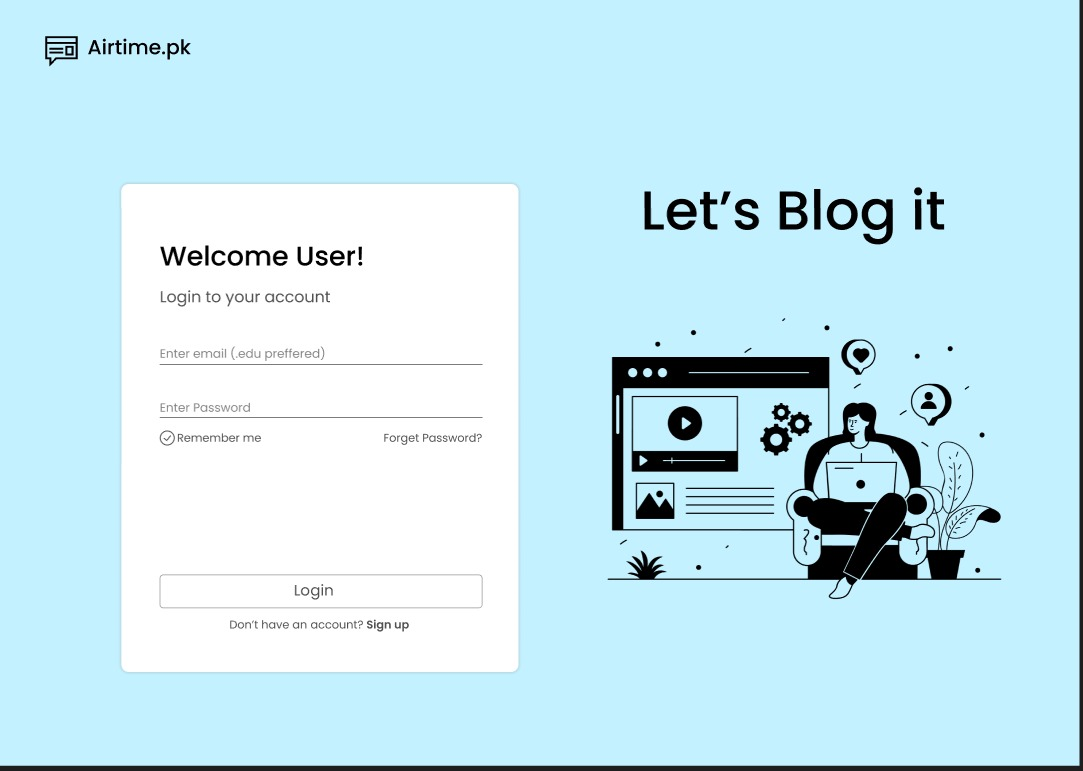 Airtime.pk
Let’s Blog it
Welcome User!
Login to your account
Enter email (.edu preffered)
Enter Password
Remember me
Forget Password?
Login
Don’t have an account? Sign up